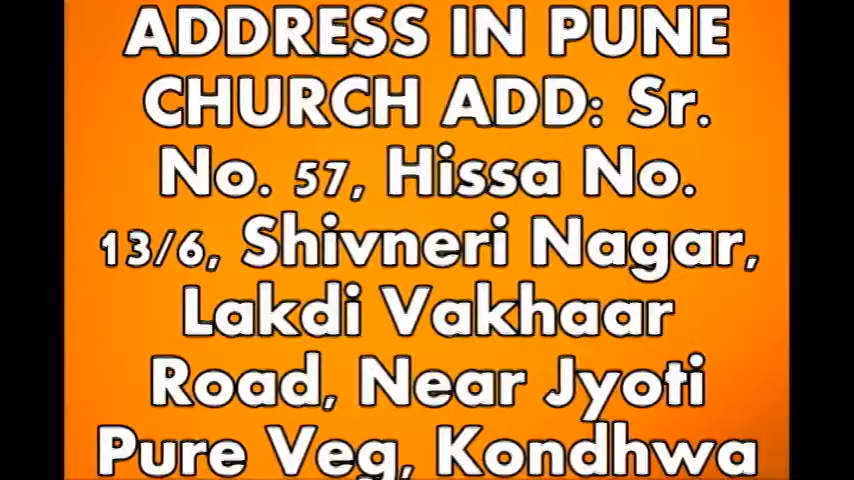 ADDRESS IN PUNE
CHURCH ADD: Sr.
No. 57, Hissa No.
13/6, Shivneri Nagar,
Lakdi Vakhaar
Road, Near Jyoti
Pure Veg, Kondhwa